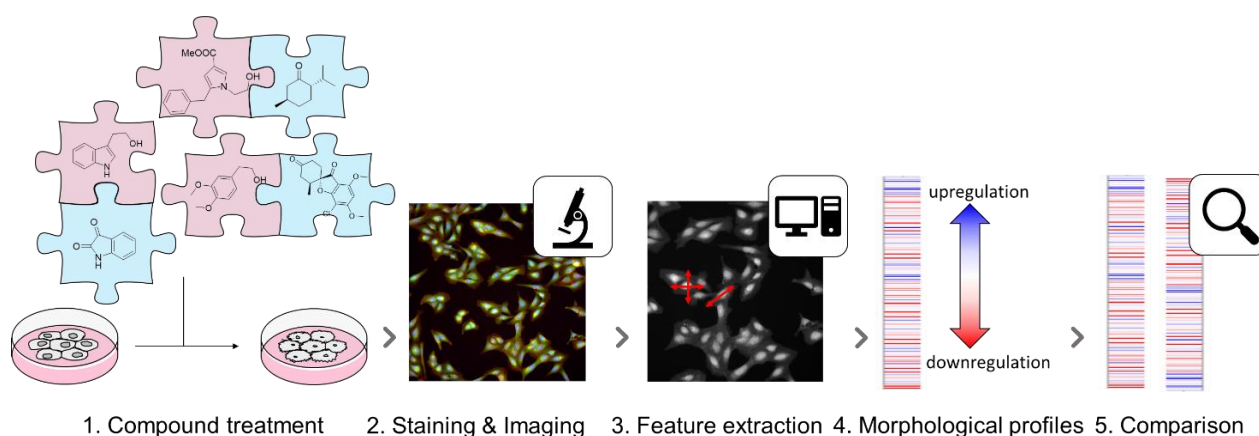 MeOOC
N
OH
O
OH
N
H
O
O
N
H
O
O
OH
O
O
O
O
O
Cl
O
upregulation
downregulation
1. Compound treatment
2. Staining & Imaging
3. Feature extraction
4. Morphological profiles
5. Comparison